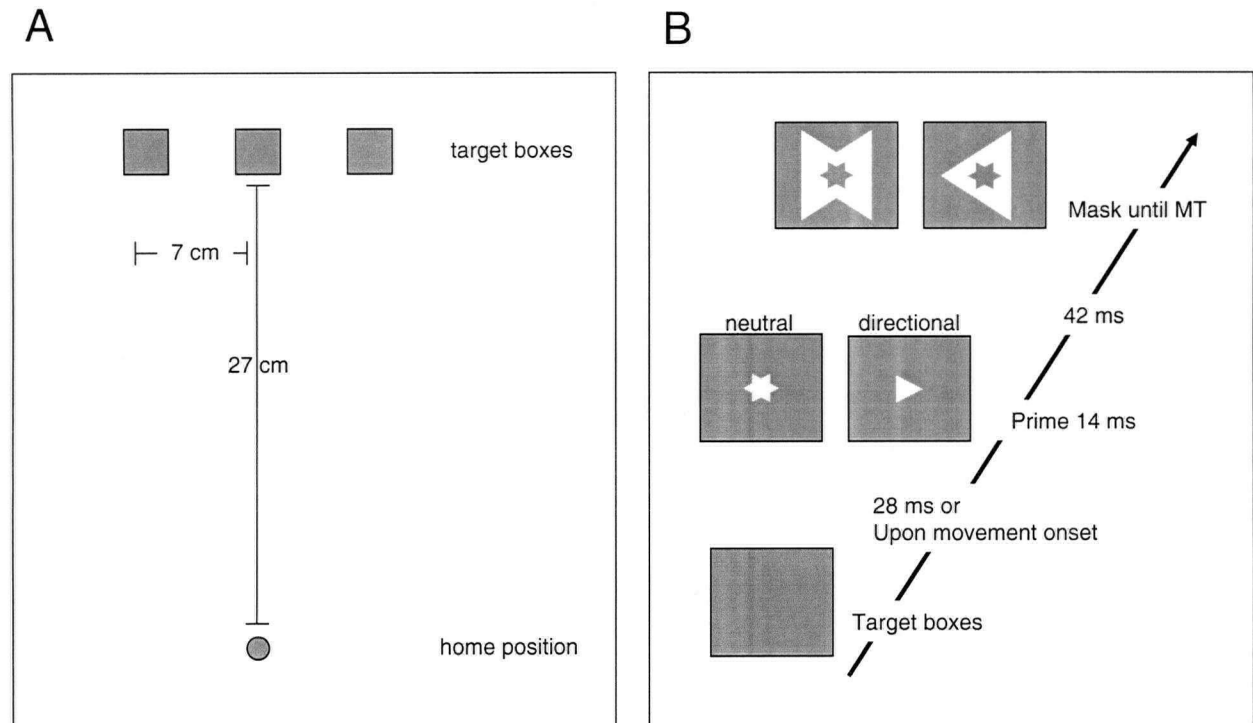 A
target boxes
7 cm
27 cm
home position
B
Mask until MT
42 ms
neutral
directional
Prime 14 ms
28 ms or
Upon movement onset
Target boxes